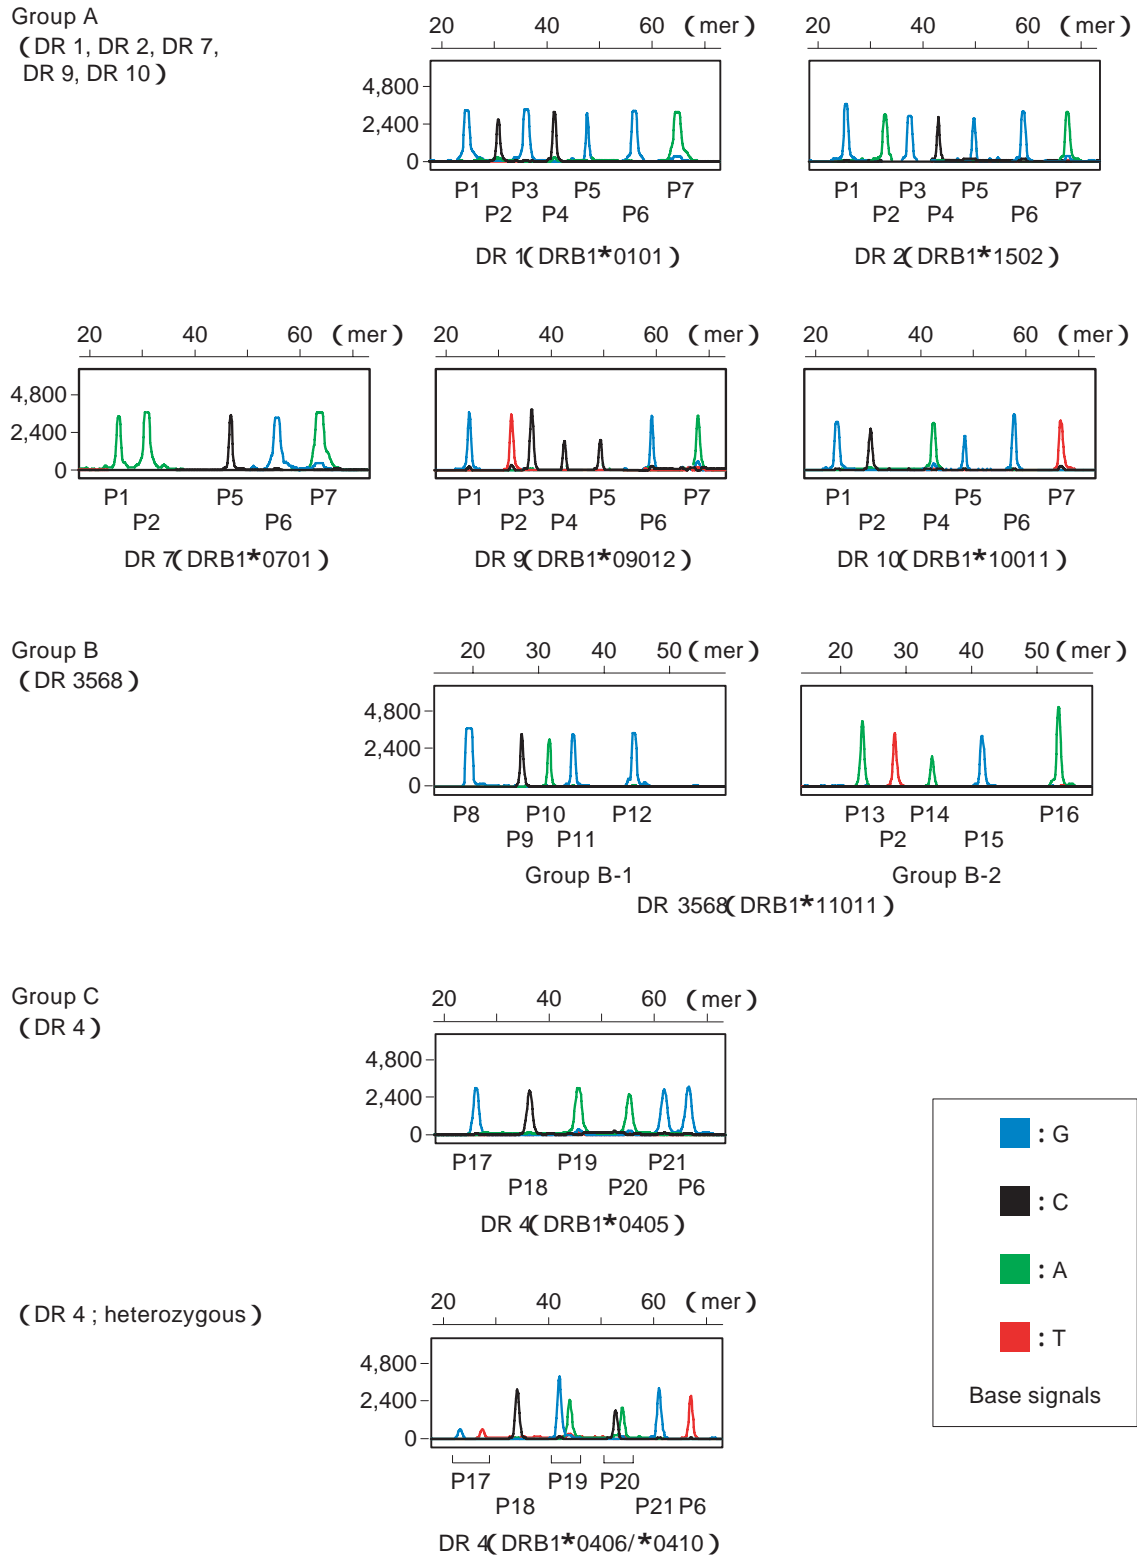 Group A
(DR 1, DR 2, DR 7,
DR 9, DR 10)
20 40 60 (mer)
4,800
2,400
0
P1 P3 P5 P7
P2 P4 P6
DR 1(DRB1*0101)
20 40 60 (mer)
P1 P3 P5 P7
P2 P4 P6
DR 2(DRB1*1502)
20 40 60 (mer)
4,800
2,400
0
P1 P5 P7
P2 P6
DR 7(DRB1*0701)
20 40 60 (mer)
P1 P3 P5 P7
P2 P4 P6
DR 9(DRB1*09012)
20 40 60 (mer)
P1 P4 P5 P7
P2 P6
DR 10(DRB1*10011)
Group B
(DR 3568)
20 30 40 50 (mer)
4,800
2,400
0
P8 P10 P12
P9 P11
Group B-1
20 30 40 50 (mer)
P13 P14 P16
P2 P15
Group B-2
DR 3568(DRB1*11011)
Group C
(DR 4)
20 40 60 (mer)
4,800
2,400
0
P17 P19 P21
P18 P20 P6
DR 4(DRB1*0405)
(DR 4 ; heterozygous)
20 40 60 (mer)
4,800
2,400
0
P17 P19 P20
P18 P21 P6
DR 4(DRB1*0406/*0410)
: G
: C
: A
: T
Base signals